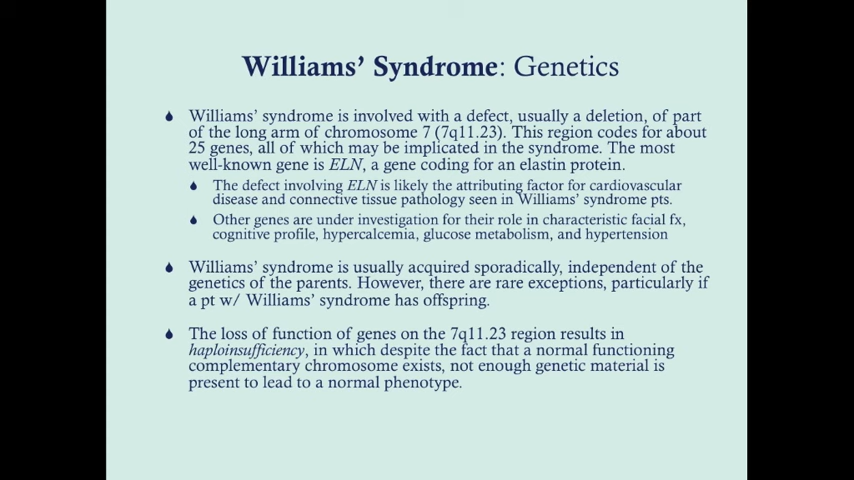 Williams’ Syndrome: Genetics
Williams’ syndrome is involved with a defect, usually a deletion, of part
of the long arm of chromosome 7 (7q11.23). This region codes for about
25 genes, all of which may be implicated in the syndrome. The most
well-known gene is ELN, a gene coding for an elastin protein.
The defect involving ELN is likely the attributing factor for cardiovascular
disease and connective tissue pathology seen in Williams’ syndrome pts.
Other genes are under investigation for their role in characteristic facial fx,
cognitive profile, hypercalcemia, glucose metabolism, and hypertension
Williams’ syndrome is usually acquired sporadically, independent of the
genetics of the parents. However, there are rare exceptions, particularly if
a pt w/ Williams’ syndrome has offspring.
The loss of function of genes on the 7q11.23 region results in
haploinsufficiency, in which despite the fact that a normal functioning
complementary chromosome exists, not enough genetic material is
present to lead to a normal phenotype.